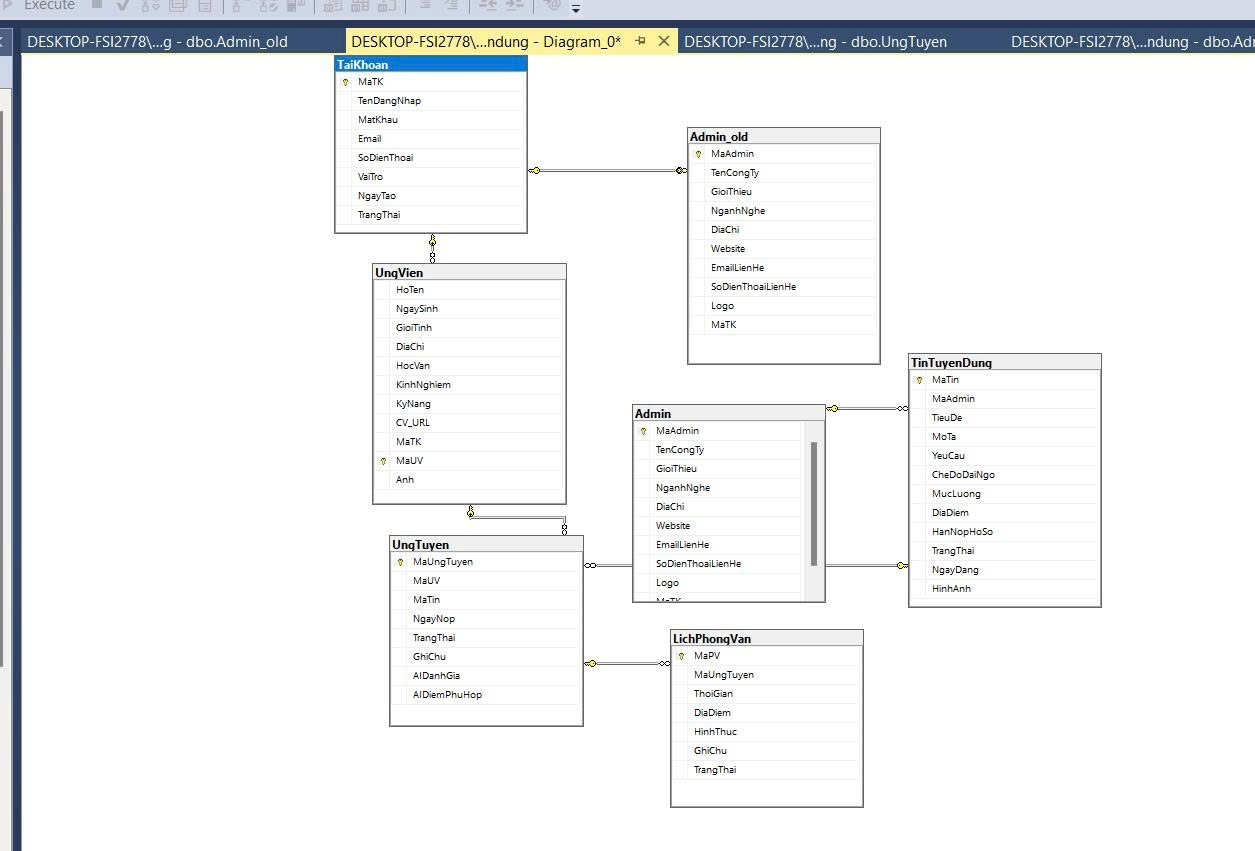 Execute
DESKTOP-FSI2778\...g - dbo.Admin_old
DESKTOP-FSI2778\...ndung - Diagram_0*
DESKTOP-FSI2778\...ng - dbo.UngTuyen
DESKTOP-FSI2778\...ndung - dbo.Adr
TaiKhoan
MaTK
TenDangNhap
MatKhau
Email
SoDienThoai
VaiTro
NgayTao
TrangThai
Admin_old
MaAdmin
TenCongTy
GioiThieu
NganhNghe
DiaChi
Website
EmailLienHe
SoDienThoaiLienHe
Logo
MaTK
UngVien
HoTen
NgaySinh
GioiTinh
DiaChi
HocVan
KinhNghiem
KyNang
CV_URL
MaTK
MaUV
Anh
TinTuyenDung
MaTin
MaAdmin
TieuDe
MoTa
YeuCau
CheDoDaiNgo
MucLuong
DiaDiem
HanNopHoSo
TrangThai
NgayDang
HinhAnh
Admin
MaAdmin
TenCongTy
GioiThieu
NganhNghe
DiaChi
Website
EmailLienHe
SoDienThoaiLienHe
Logo
MaTK
UngTuyen
MaUngTuyen
MaUV
MaTin
NgayNop
TrangThai
GhiChu
AIDanhGia
AIDiemPhuHop
LichPhongVan
MaPV
MaUngTuyen
ThoiGian
DiaDiem
HinhThuc
GhiChu
TrangThai